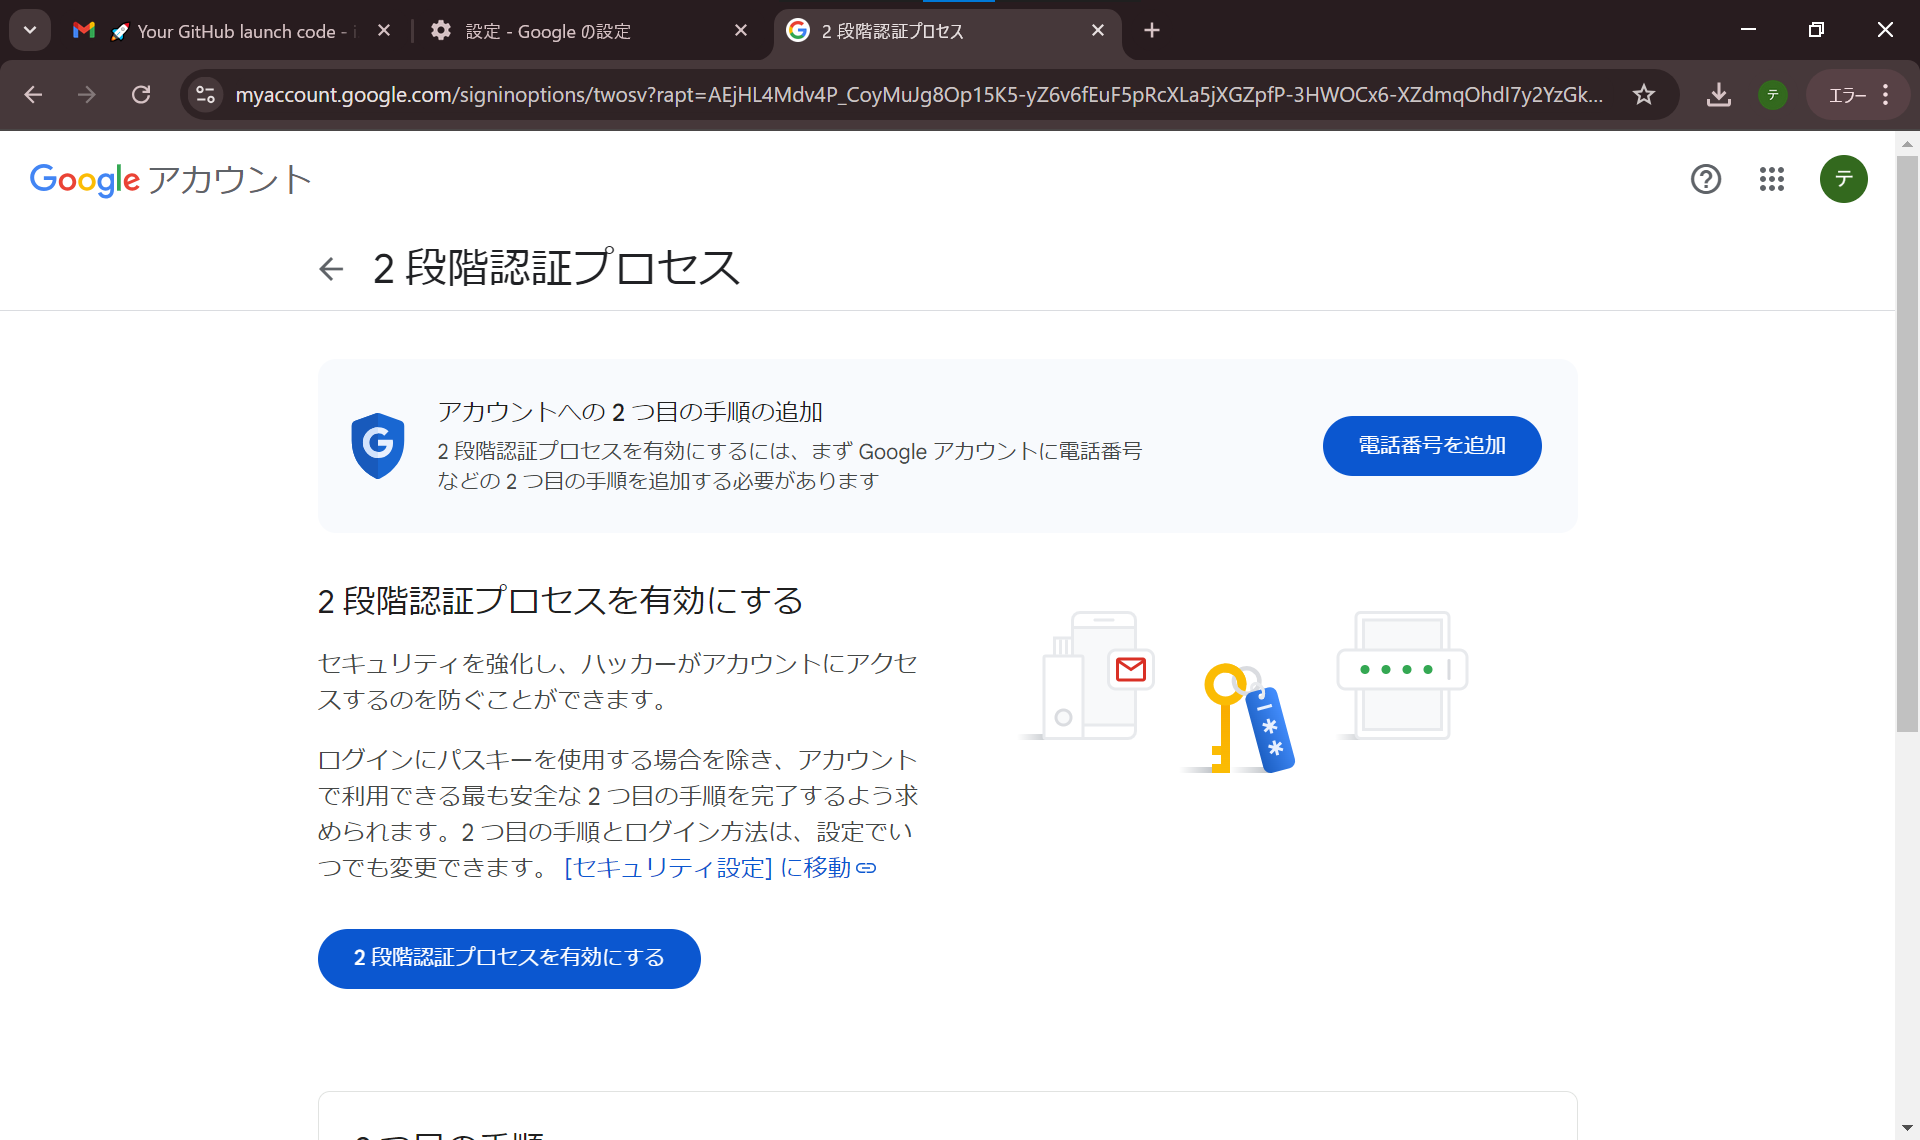 🚀 Your GitHub launch code -
設定 - Google の設定
2 段階認証プロセス
myaccount.google.com/signinoptions/twosv?rapt=AEjHL4Mdv4P_CoyMuJg8Op15K5-yZ6v6fEuF5pRcXLa5jXGZpfP-3HWOCx6-XZdmqOhdI7y2YzGk...
テ
エラー
Google アカウント
テ
2 段階認証プロセス
アカウントへの 2 つ目の手順の追加
2 段階認証プロセスを有効にするには、まず Google アカウントに電話番号
などの 2 つ目の手順を追加する必要があります
電話番号を追加
2 段階認証プロセスを有効にする
セキュリティを強化し、ハッカーがアカウントにアクセ
スするのを防ぐことができます。
ログインにパスキーを使用する場合を除き、アカウント
で利用できる最も安全な 2 つ目の手順を完了するよう求
められます。2 つ目の手順とログイン方法は、設定でい
つでも変更できます。 [セキュリティ設定] に移動
2 段階認証プロセスを有効にする
2 つ目の手順